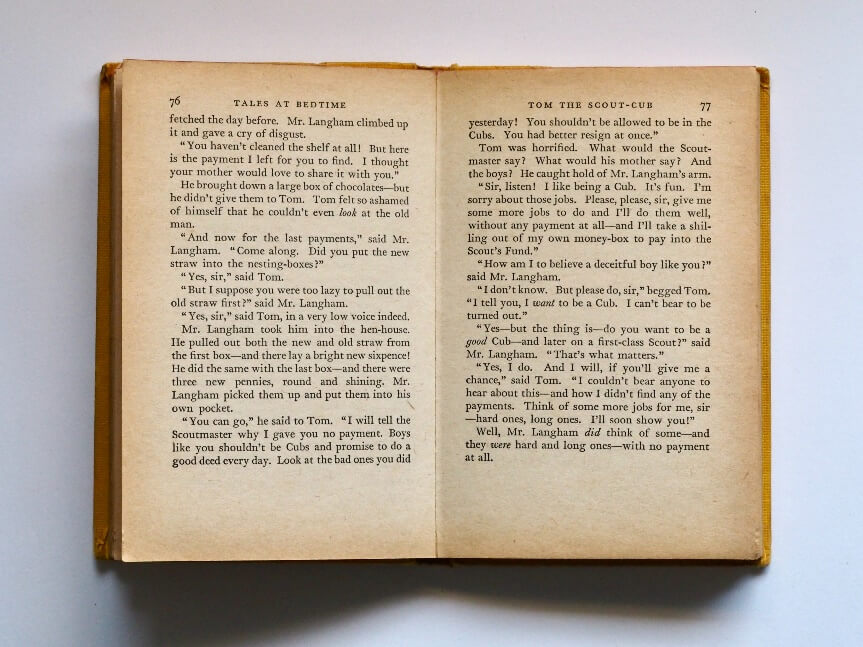 76 TALES AT BEDTIME
fetched the day before. Mr. Langham climbed up
it and gave a cry of disgust.
“You haven’t cleaned the shelf at all! But here
is the payment I left for you to find. I thought
your mother would love to share it with you.”
He brought down a large box of chocolates—but
he didn’t give them to Tom. Tom felt so ashamed
of himself that he couldn’t even look at the old
man.
“And now for the last payments,” said Mr.
Langham. “Come along. Did you put the new
straw into the nesting-boxes?”
“Yes, sir,” said Tom.
“But I suppose you were too lazy to pull out the
old straw first?” said Mr. Langham.
“Yes, sir,” said Tom, in a very low voice indeed.
Mr. Langham took him into the hen-house.
He pulled out both the new and old straw from
the first box—and there lay a bright new sixpence!
He did the same with the last box—and there were
three new pennies, round and shining. Mr.
Langham picked them up and put them into his
own pocket.
“You can go,” he said to Tom. “I will tell the
Scoutmaster why I gave you no payment. Boys
like you shouldn’t be Cubs and promise to do a
good deed every day. Look at the bad ones you did
TOM THE SCOUT-CUB 77
yesterday! You shouldn’t be allowed to be in the
Cubs. You had better resign at once.”
Tom was horrified. What would the Scout-
master say? What would his mother say? And
the boys? He caught hold of Mr. Langham’s arm.
“Sir, listen! I like being a Cub. It’s fun. I’m
sorry about those jobs. Please, please, sir, give me
some more jobs to do and I’ll do them well,
without any payment at all—and I’ll take a shil-
ling out of my own money-box to pay into the
Scout’s Fund.”
“How am I to believe a deceitful boy like you?”
said Mr. Langham.
“I don’t know. But please do, sir,” begged Tom.
“I tell you, I want to be a Cub. I can’t bear to be
turned out.”
“Yes—but the thing is—do you want to be a
good Cub—and later on a first-class Scout?” said
Mr. Langham. “That’s what matters.”
“Yes, I do. And I will, if you’ll give me a
chance,” said Tom. “I couldn’t bear anyone to
hear about this—and how I didn’t find any of the
payments. Think of some more jobs for me, sir
—hard ones, long ones. I’ll soon show you!”
Well, Mr. Langham did think of some—and
they were hard and long ones—with no payment
at all.